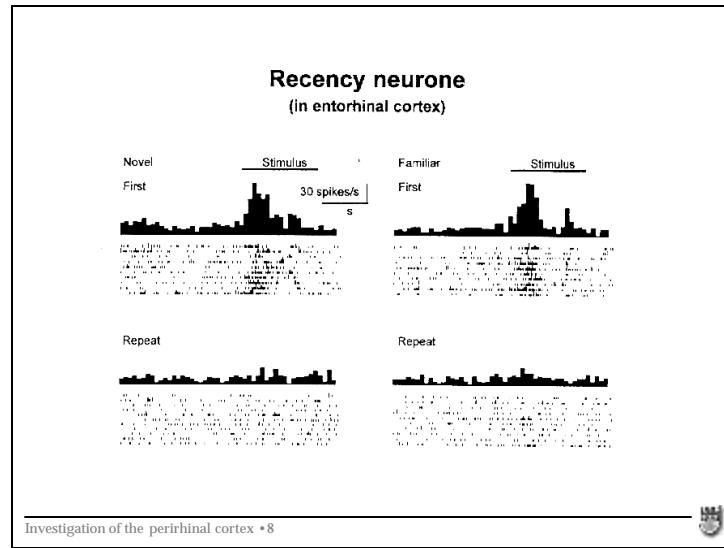 Recency neurone
(in entorhinal cortex)
Novel
Stimulus
First
30 spikes/s
s
Familiar
Stimulus
First
Repeat
Repeat
Investigation of the perirhinal cortex • 8